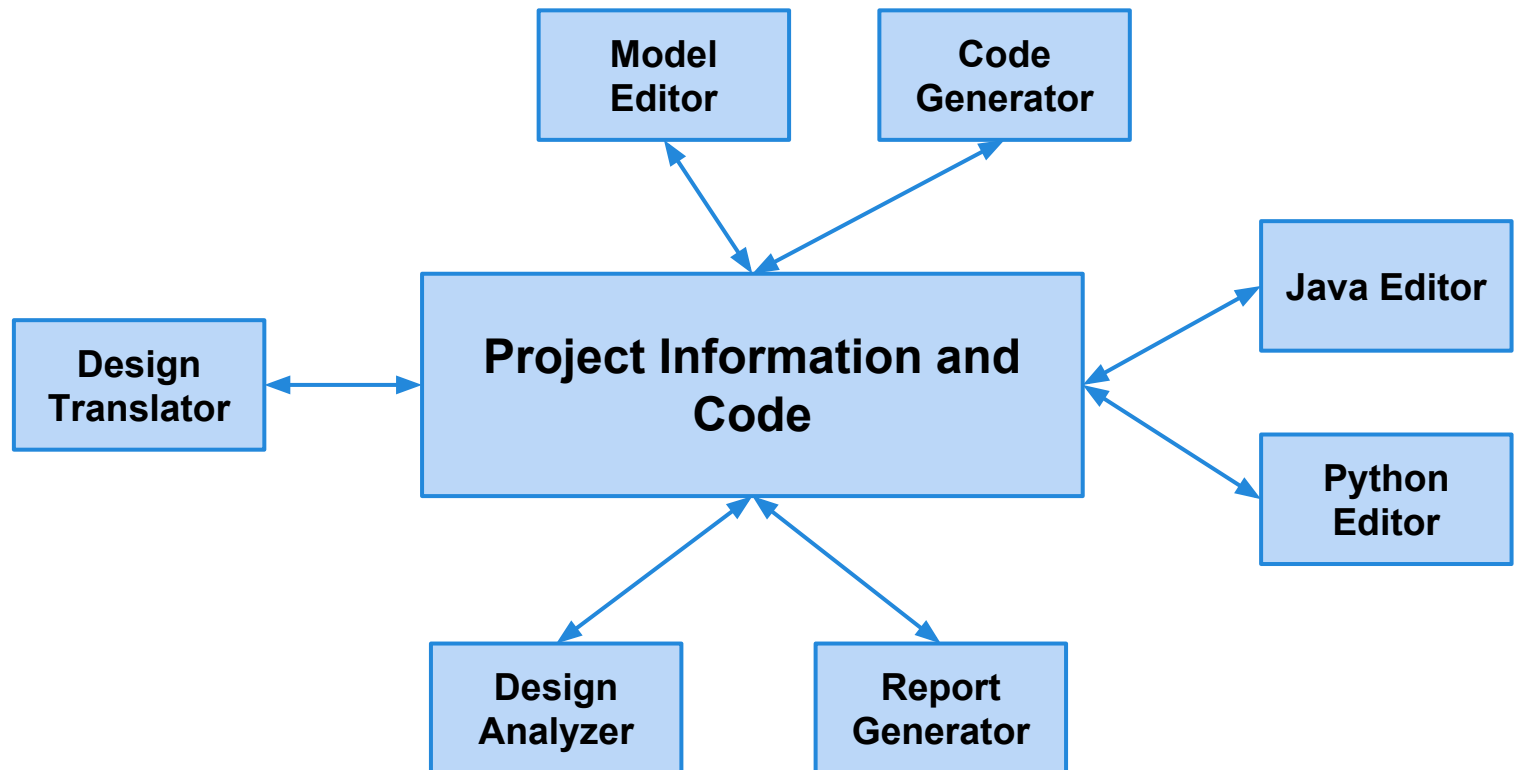 Model
Editor
Code
Generator
Java Editor
Project Information and
Code
Design
Translator
Python
Editor
Design
Analyzer
Report
Generator